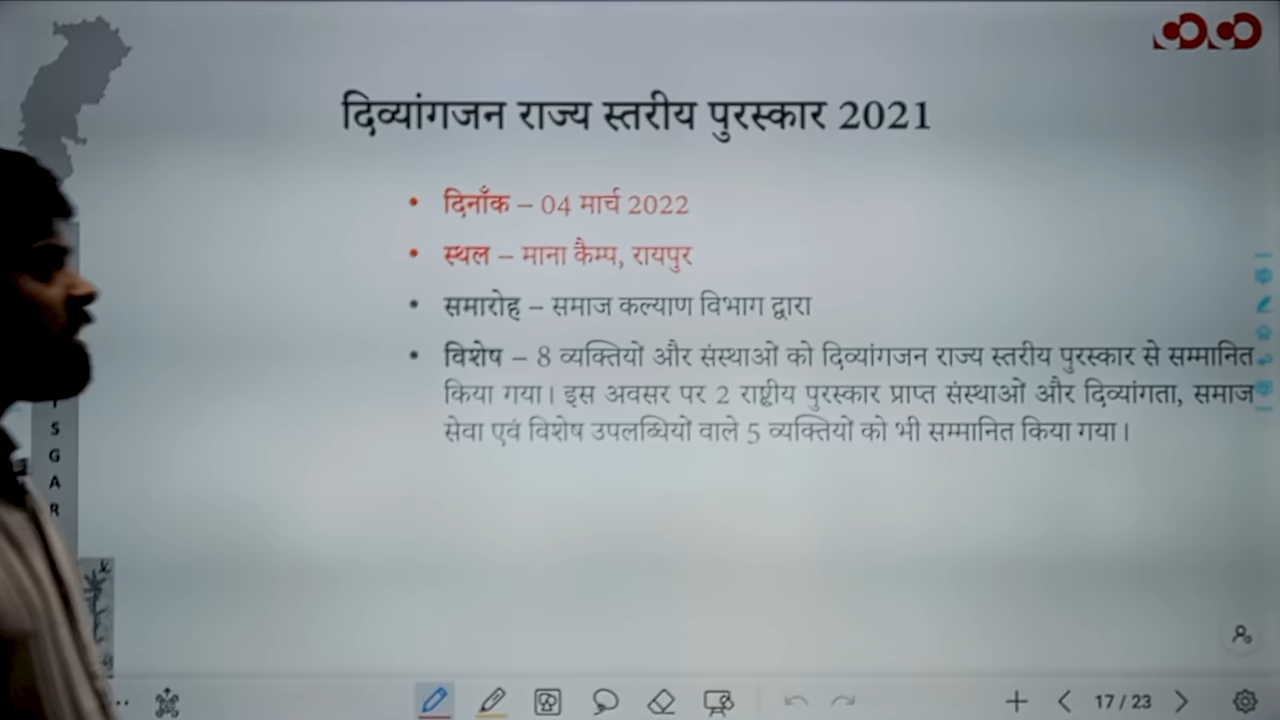 दिव्यांगजन राज्य स्तरीय पुरस्कार 2021
• दिनाँक – 04 मार्च 2022
• स्थल – माना कैम्प, रायपुर
• समारोह – समाज कल्याण विभाग द्वारा
• विशेष – 8 व्यक्तियों और संस्थाओं को दिव्यांगजन राज्य स्तरीय पुरस्कार से सम्मानित
किया गया। इस अवसर पर 2 राष्ट्रीय पुरस्कार प्राप्त संस्थाओं और दिव्यांगता, समाज
सेवा एवं विशेष उपलब्धियों वाले 5 व्यक्तियों को भी सम्मानित किया गया।
S
G
A
R
17 / 23